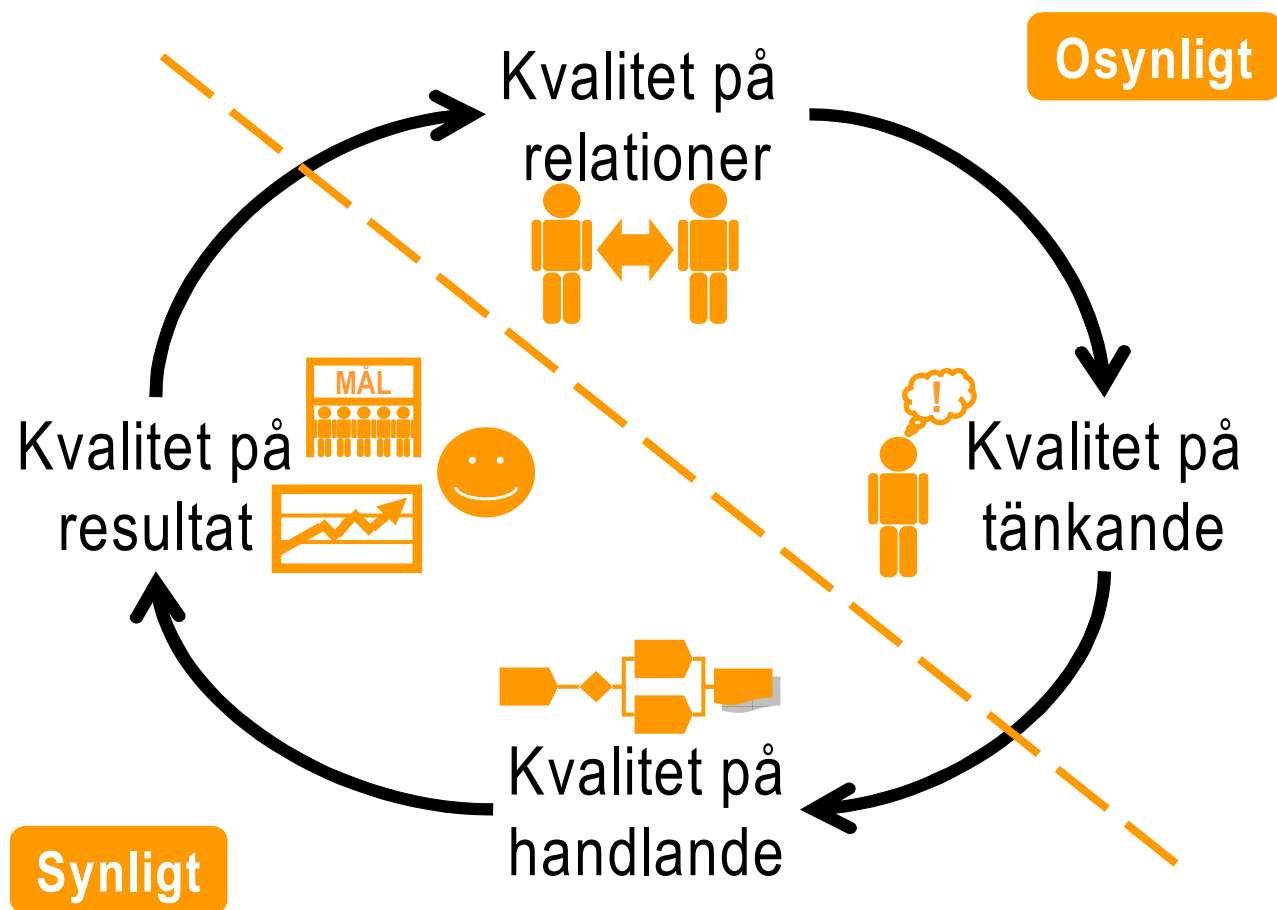 Osynligt
Kvalitet på
relationer
MÅL
!
Kvalitet på
resultat
Kvalitet på
tänkande
Kvalitet på
handlande
Synligt